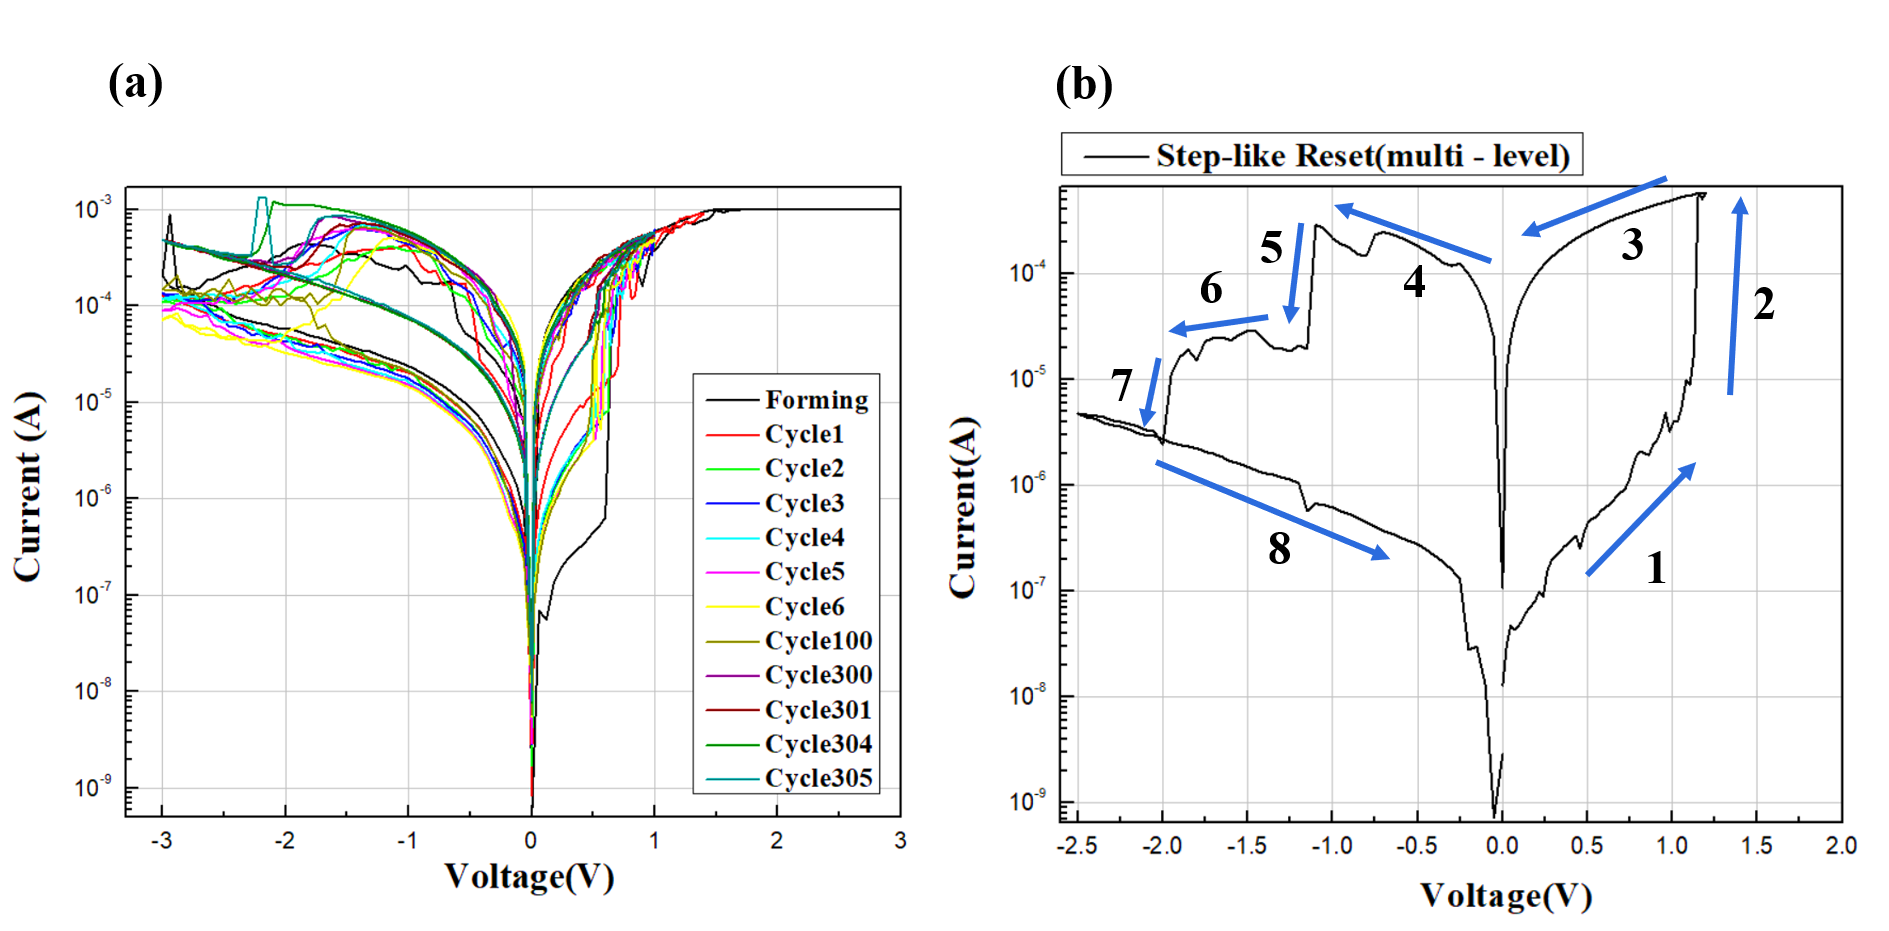 (a)
10-3
10-4
10-5
10-6
10-7
10-8
10-9
Current (A)
-3 -2 -1 0 1 2 3
Voltage(V)
Forming
Cycle1
Cycle2
Cycle3
Cycle4
Cycle5
Cycle6
Cycle100
Cycle300
Cycle301
Cycle304
Cycle305
(b)
Step-like Reset(multi - level)
10-4
10-5
10-6
10-7
10-8
10-9
Current(A)
1
2
3
4
5
6
7
8
-2.5 -2.0 -1.5 -1.0 -0.5 0.0 0.5 1.0 1.5 2.0
Voltage(V)